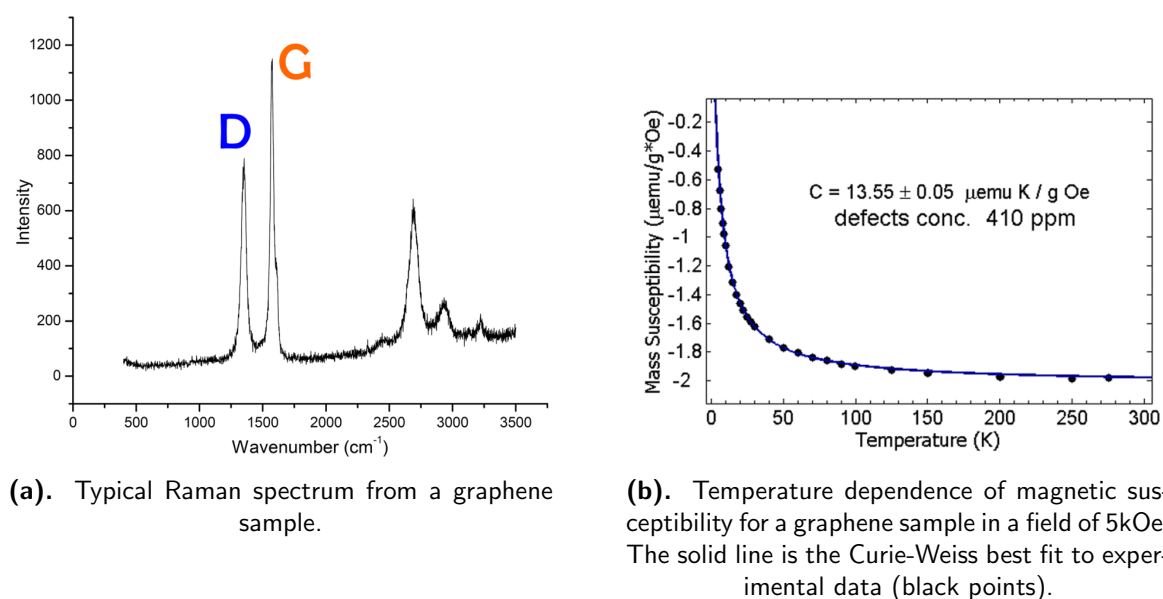 1200
1000
800
600
400
200
0
Intensity
D
G
0 500 1000 1500 2000 2500 3000 3500
Wavenumber (cm⁻¹)
(a). Typical Raman spectrum from a graphene
sample.
-0.2
-0.4
-0.6
-0.8
-1
-1.2
-1.4
-1.6
-1.8
-2
Mass Susceptibility (μemu/g*Oe)
C = 13.55 ± 0.05 μemu K / g Oe
defects conc. 410 ppm
0 50 100 150 200 250 300
Temperature (K)
(b). Temperature dependence of magnetic sus-
ceptibility for a graphene sample in a field of 5kOe
The solid line is the Curie-Weiss best fit to exper-
imental data (black points).